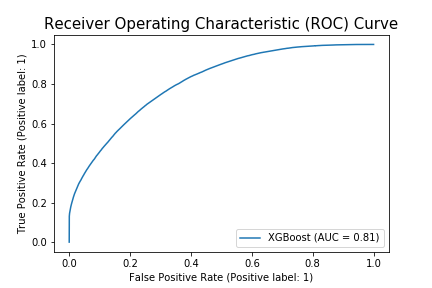 Receiver Operating Characteristic (ROC) Curve
1.0
0.8
0.6
0.4
0.2
0.0
True Positive Rate (Positive label: 1)
XGBoost (AUC = 0.81)
0.0 0.2 0.4 0.6 0.8 1.0
False Positive Rate (Positive label: 1)